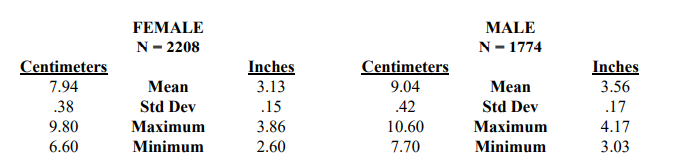 FEMALE MALE
N = 2208 N = 1774
Centimeters Inches Centimeters Inches
7.94 Mean 3.13 9.04 Mean 3.56
.38 Std Dev .15 .42 Std Dev .17
9.80 Maximum 3.86 10.60 Maximum 4.17
6.60 Minimum 2.60 7.70 Minimum 3.03